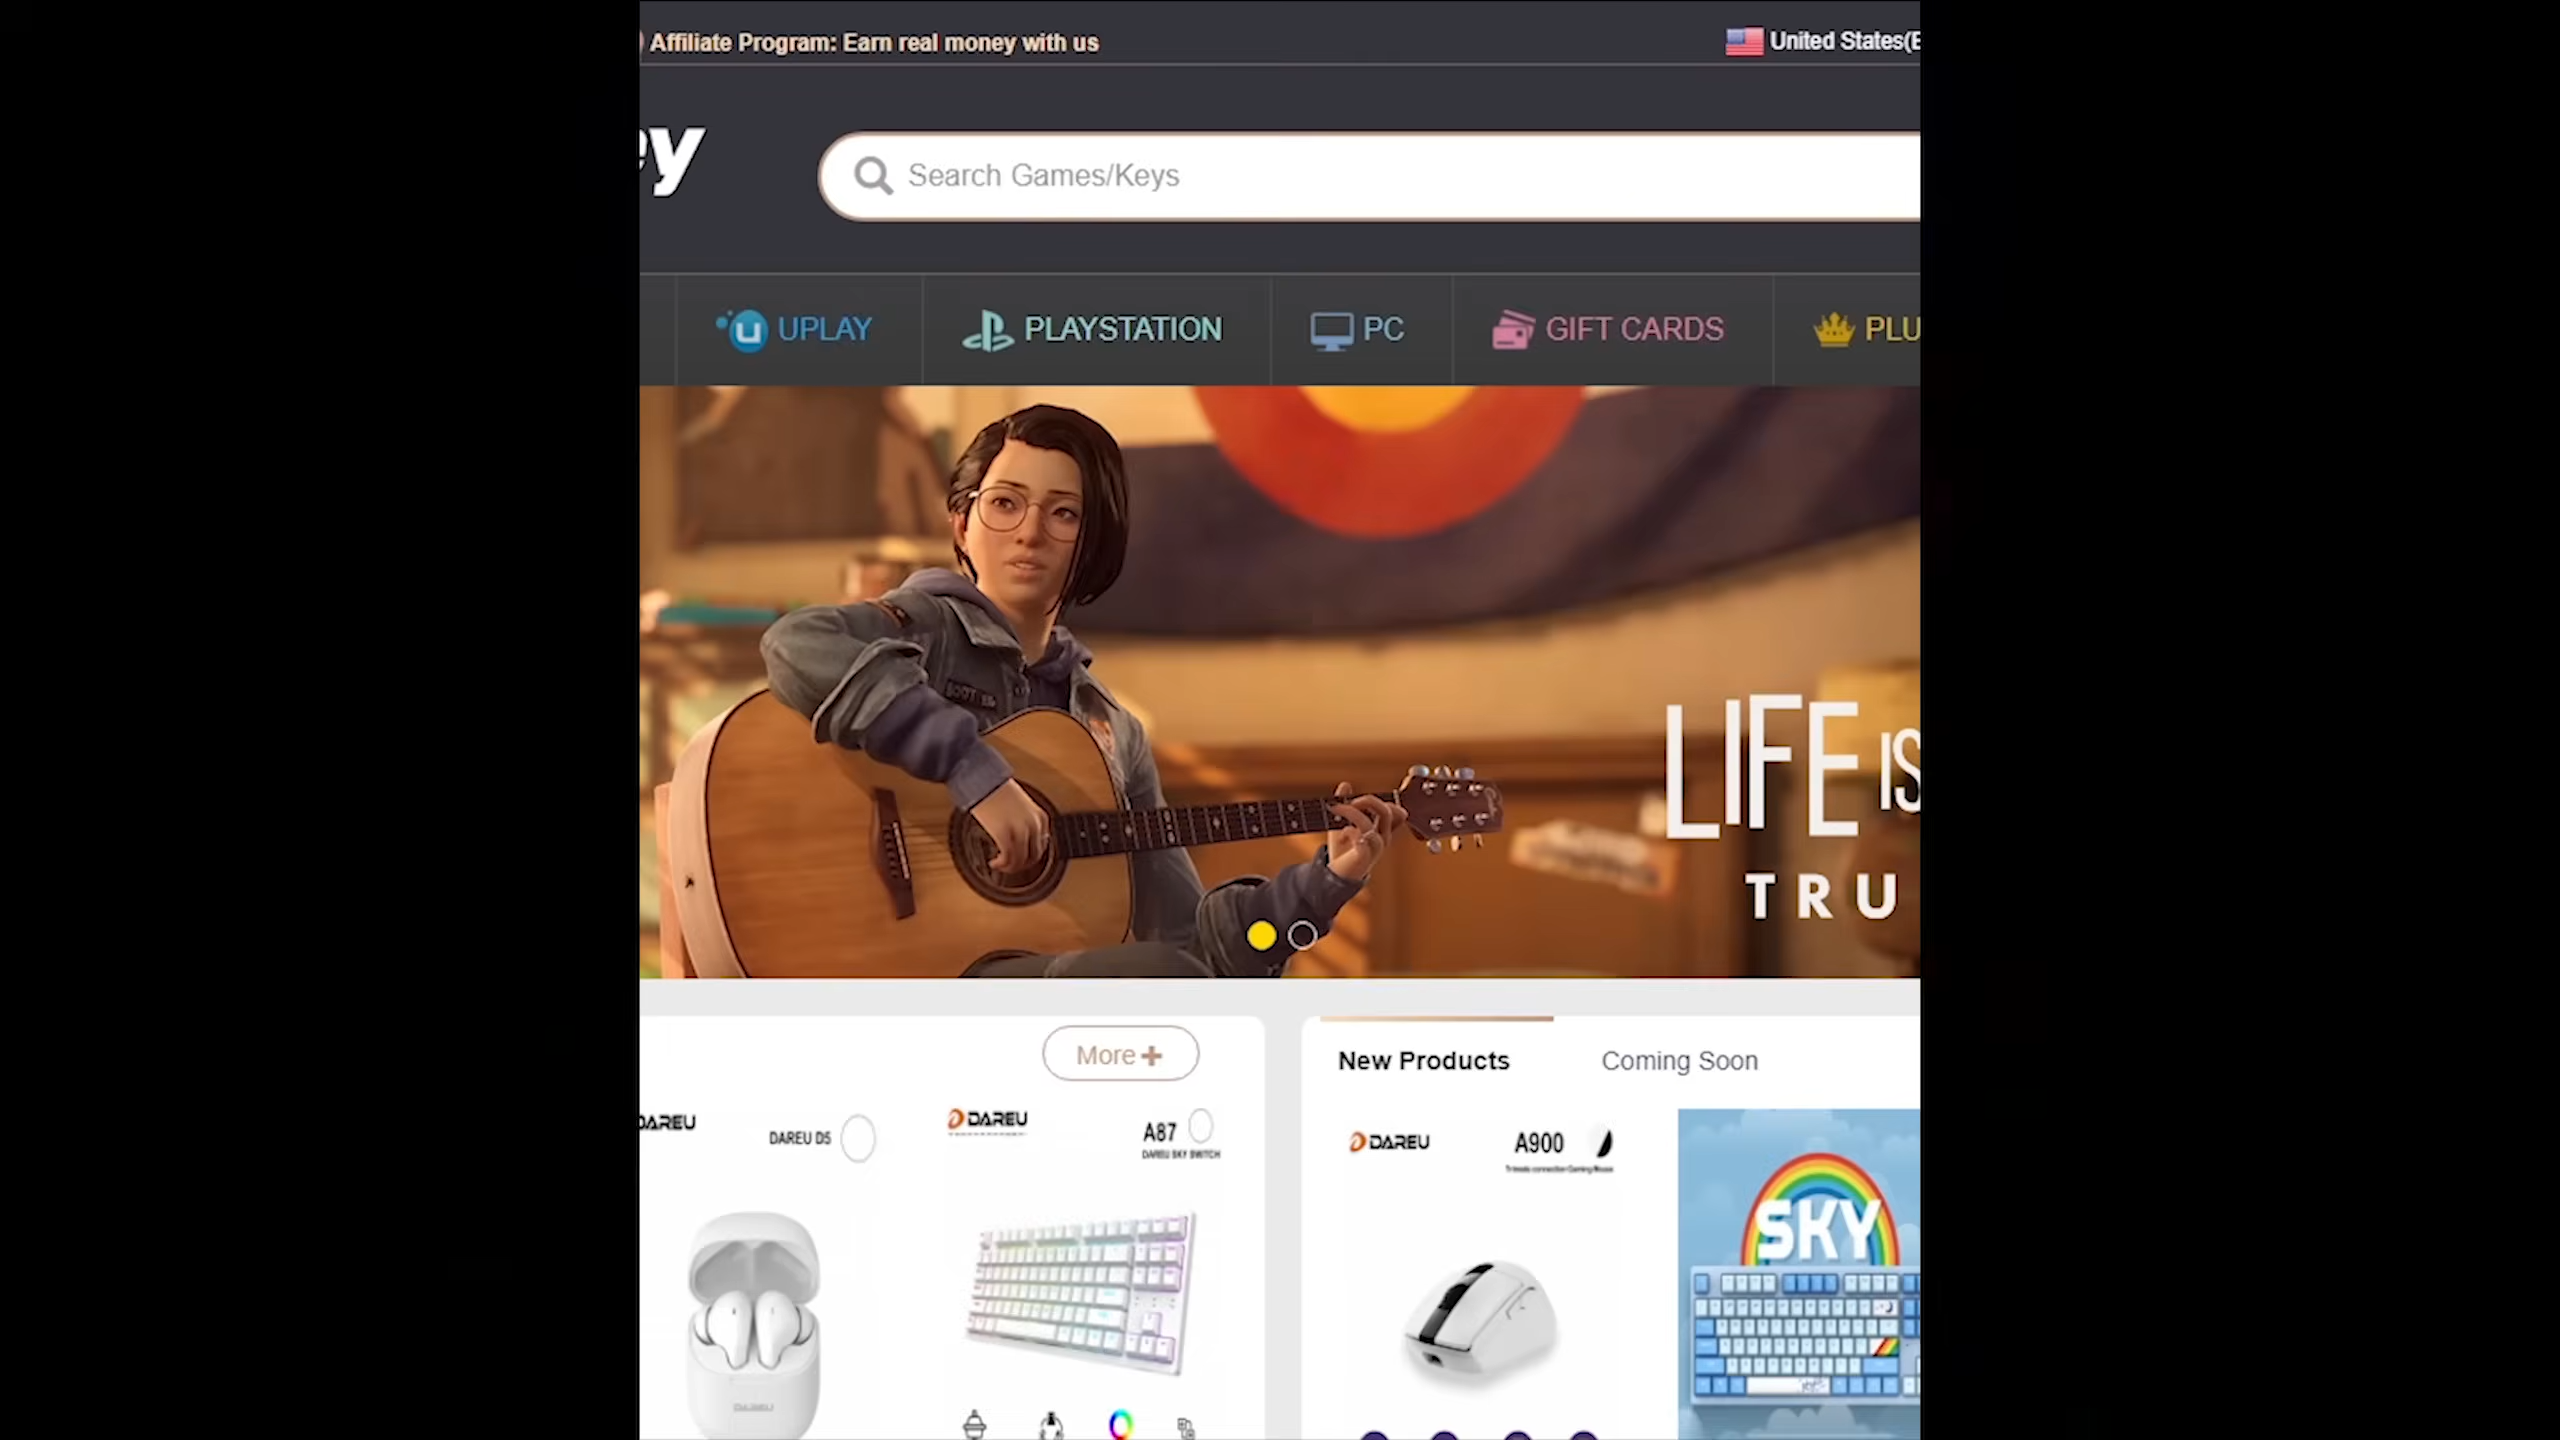 Affiliate Program: Earn real money with us
United States(E
ey
Search Games/Keys
UPLAY
PLAYSTATION
PC
GIFT CARDS
PLU
LIFE IS
TRU
More
New Products
Coming Soon
DAREU
DAREU D5
DAREU
A87
DAREU SKY SWITCH
DAREU
A900
SKY
DAREU